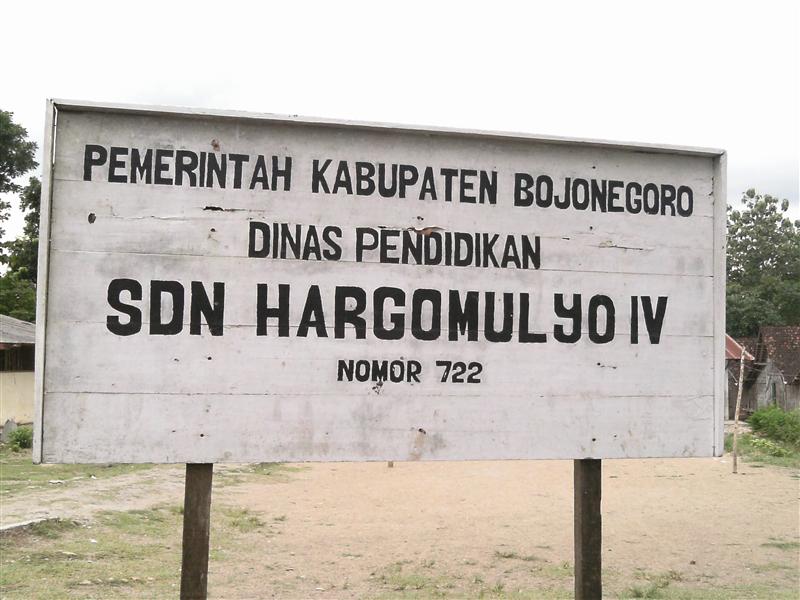 PEMERINTAH KABUPATEN BOJONEGORO
DINAS PENDIDIKAN
SDN HARGOMULYO IV
NOMOR 722